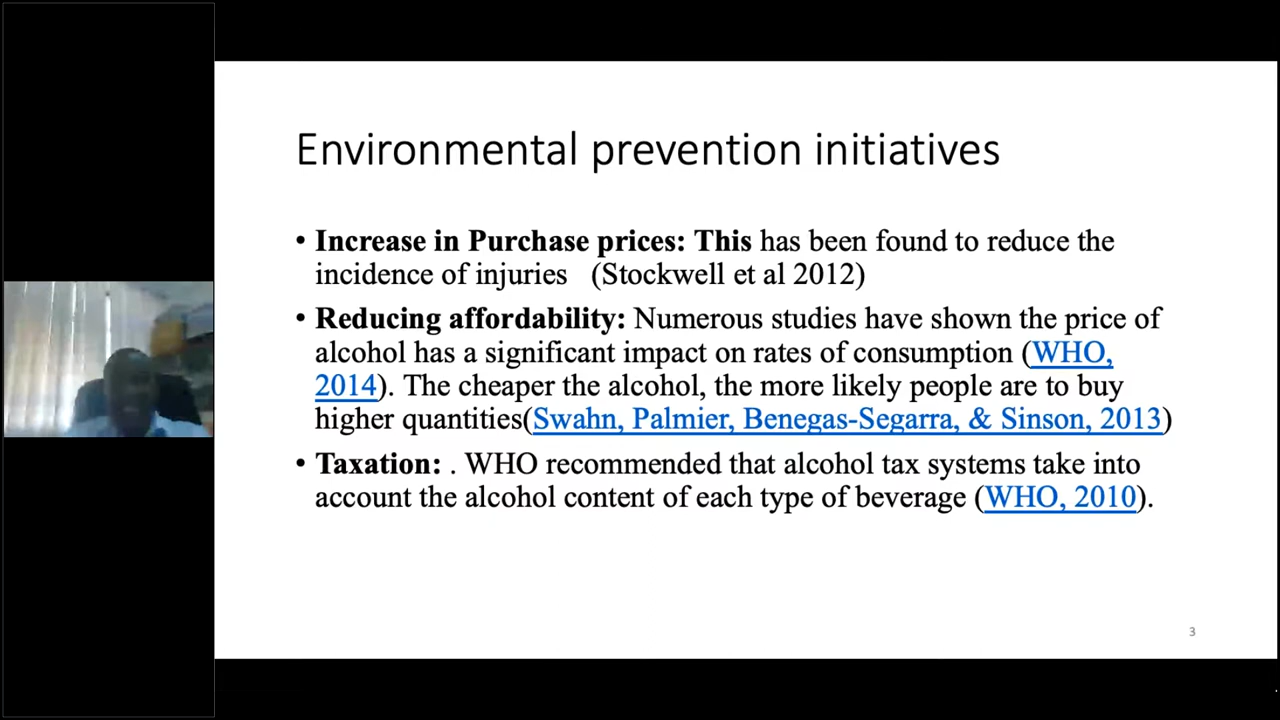 Environmental prevention initiatives
• Increase in Purchase prices: This has been found to reduce the
incidence of injuries (Stockwell et al 2012)
• Reducing affordability: Numerous studies have shown the price of
alcohol has a significant impact on rates of consumption (WHO,
2014). The cheaper the alcohol, the more likely people are to buy
higher quantities(Swahn, Palmier, Benegas-Segarra, & Sinson, 2013)
• Taxation: . WHO recommended that alcohol tax systems take into
account the alcohol content of each type of beverage (WHO, 2010).
3